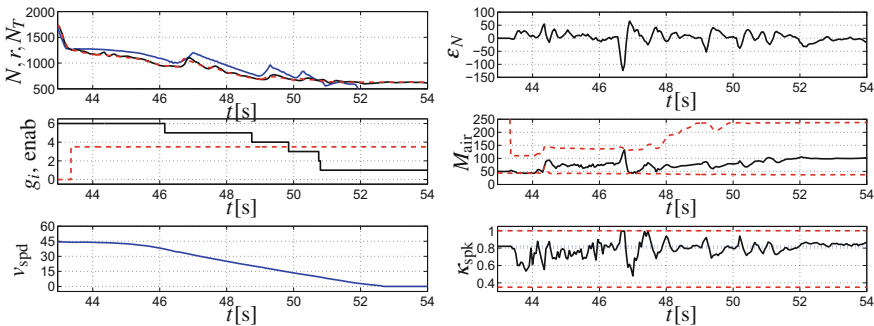 N, r, N_T
2000
1500
1000
500
44 46 48 50 52 54
t[s]
g_i, enab
6
4
2
0
44 46 48 50 52 54
t[s]
v_spd
60
45
30
15
0
44 46 48 50 52 54
t[s]
ε_N
100
50
0
−50
−100
−150
44 46 48 50 52 54
t[s]
M_air
250
200
150
100
50
0
44 46 48 50 52 54
t[s]
κ_spk
1
0.8
0.6
0.4
44 46 48 50 52 54
t[s]